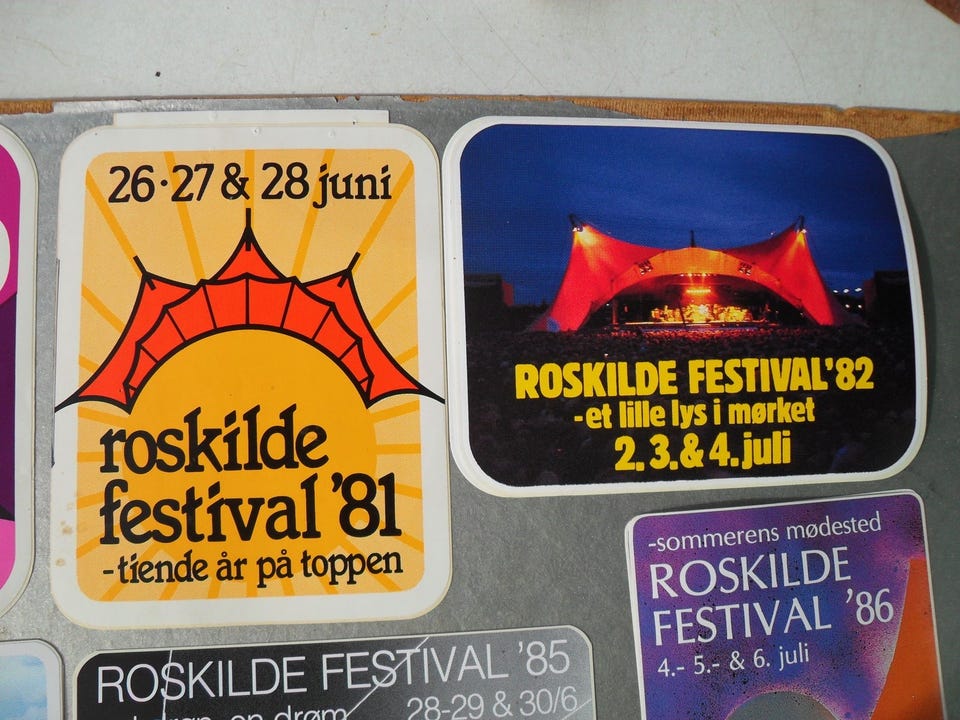 26·27 & 28 juni
roskilde
festival '81
-tiende år på toppen
ROSKILDE FESTIVAL'82
-et lille lys i mørket
2. 3. & 4. juli
-sommerens mødested
ROSKILDE
FESTIVAL '86
4.- 5.- & 6. juli
ROSKILDE FESTIVAL '85
en drøm
28-29 & 30/6